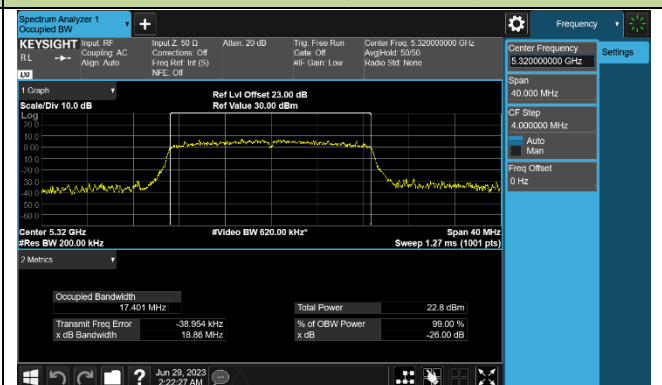 Spectrum Analyzer 1
Occupied BW
Frequency
KEYSIGHT
RL
LXI
Input: RF
Coupling: AC
Align: Auto
Input Z: 50 Ω
Corrections: Off
Freq Ref: Int (S)
NFE: Off
Atten: 20 dB
Trig: Free Run
Gate: Off
#IF Gain: Low
Center Freq: 5.320000000 GHz
Avg|Hold: 50/50
Radio Std: None
Center Frequency
5.320000000 GHz
Settings
Span
40.000 MHz
CF Step
4.000000 MHz
Auto
Man
Freq Offset
0 Hz
1 Graph
Scale/Div 10.0 dB
Ref Lvl Offset 23.00 dB
Ref Value 30.00 dBm
Log
20.0
10.0
0.00
-10.0
-20.0
-30.0
-40.0
-50.0
-60.0
Center 5.32 GHz
#Res BW 200.00 kHz
#Video BW 620.00 kHz*
Span 40 MHz
Sweep 1.27 ms (1001 pts)
2 Metrics
Occupied Bandwidth
17.401 MHz
Total Power 22.8 dBm
Transmit Freq Error -38.954 kHz
% of OBW Power 99.00 %
x dB Bandwidth 18.86 MHz
x dB -26.00 dB
Jun 29, 2023
2:22:27 AM